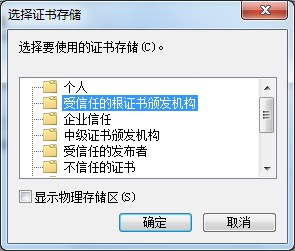 选择证书存储
选择要使用的证书存储(C)。
个人
受信任的根证书颁发机构
企业信任
中级证书颁发机构
受信任的发布者
不信任的证书
显示物理存储区(S)
确定
取消